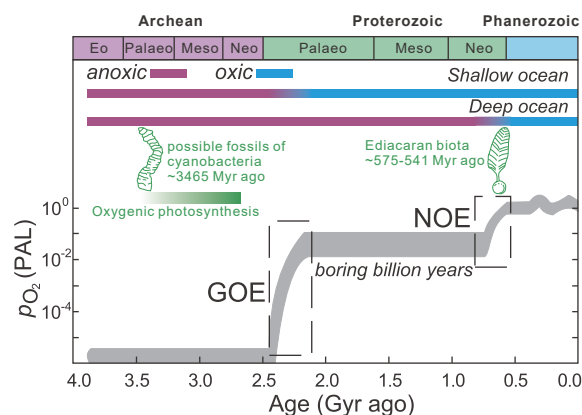 Archean Proterozoic Phanerozoic
Eo Palaeo Meso Neo Palaeo Meso Neo
anoxic oxic Shallow ocean
Deep ocean
possible fossils of
cyanobacteria
~3465 Myr ago
Ediacaran biota
~575-541 Myr ago
Oxygenic photosynthesis
10⁰
10⁻²
10⁻⁴
pO₂ (PAL)
GOE
NOE
boring billion years
4.0 3.5 3.0 2.5 2.0 1.5 1.0 0.5 0.0
Age (Gyr ago)